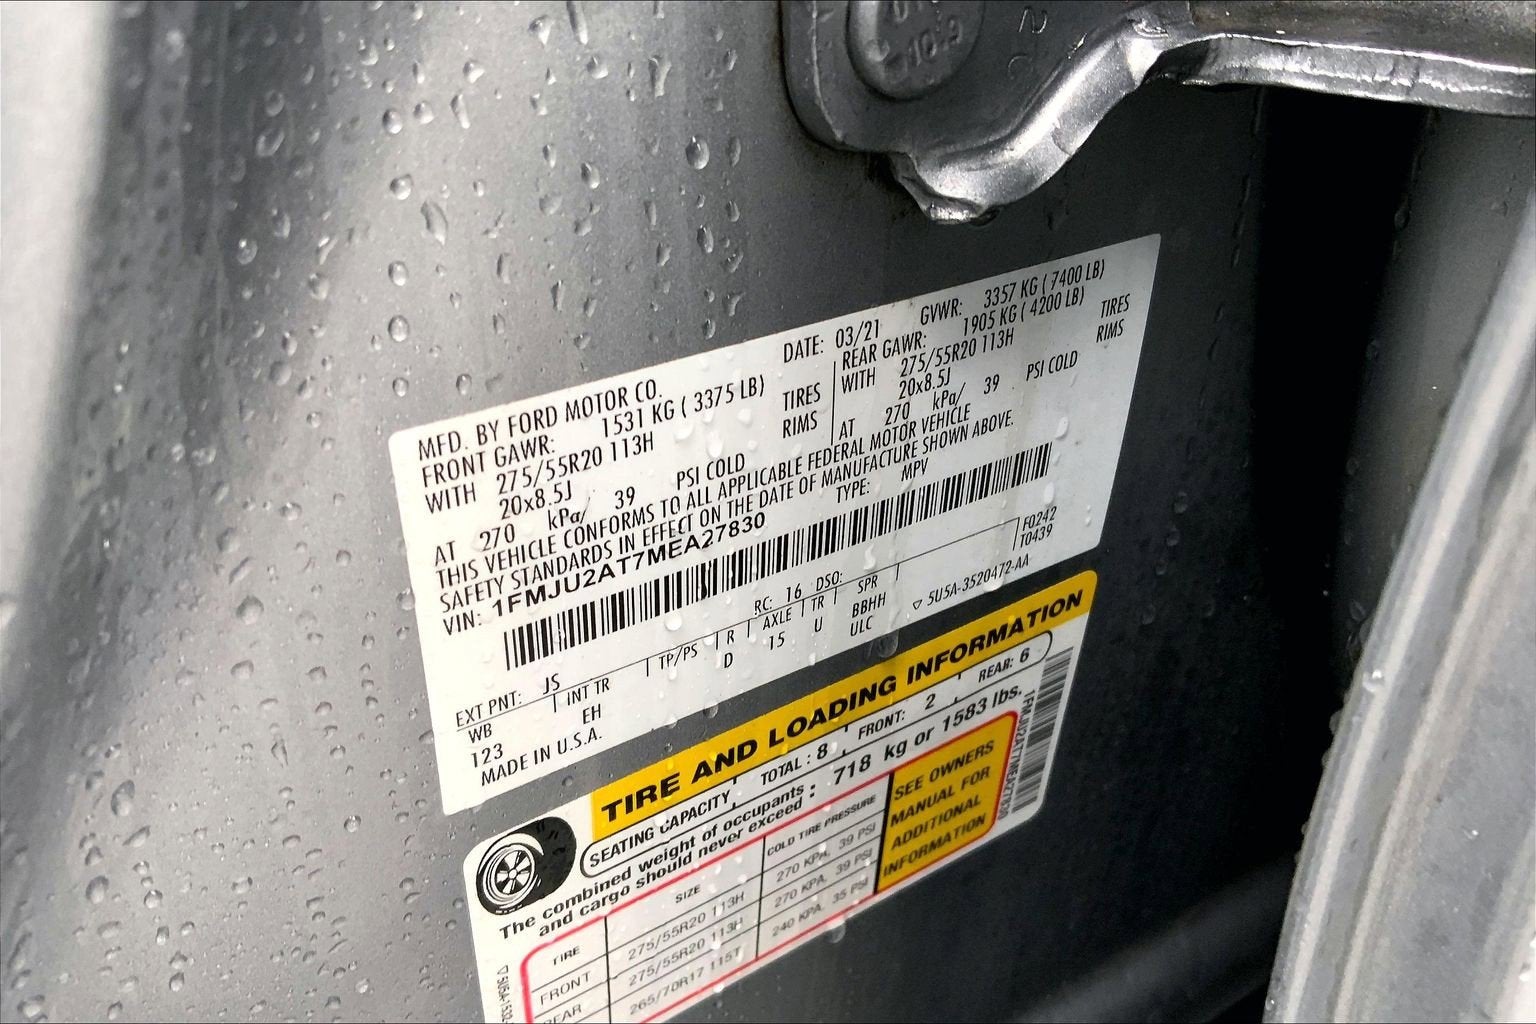 MFD. BY FORD MOTOR CO.
DATE: 03/21
GVWR: 3357 KG ( 7400 LB)
FRONT GAWR: 1531 KG ( 3375 LB)
WITH 275/55R20 113H TIRES
20x8.5J RIMS
AT 270 kPa/ 39 PSI COLD
REAR GAWR: 1905 KG ( 4200 LB)
WITH 275/55R20 113H TIRES
20x8.5J RIMS
AT 270 kPa/ 39 PSI COLD
THIS VEHICLE CONFORMS TO ALL APPLICABLE FEDERAL MOTOR VEHICLE
SAFETY STANDARDS IN EFFECT ON THE DATE OF MANUFACTURE SHOWN ABOVE.
VIN: 1FMJU2AT7MEA27830 TYPE: MPV
F0242
T0439
EXT PNT: JS RC: 16 DSO:
WB INT TR TP/PS R AXLE TR SPR
123 EH D 15 U BBHH
ULC
MADE IN U.S.A. ▽ 5U5A-3520472-AA
TIRE AND LOADING INFORMATION
SEATING CAPACITY TOTAL : 8 FRONT: 2 REAR: 6
The combined weight of occupants
and cargo should never exceed : 718 kg or 1583 lbs.
TIRE SIZE COLD TIRE PRESSURE
FRONT 275/55R20 113H 270 KPA, 39 PSI
REAR 275/55R20 113H 270 KPA, 39 PSI
265/70R17 115T 240 KPA, 35 PSI
SEE OWNERS
MANUAL FOR
ADDITIONAL
INFORMATION
1FMJU2AT7MEA27830